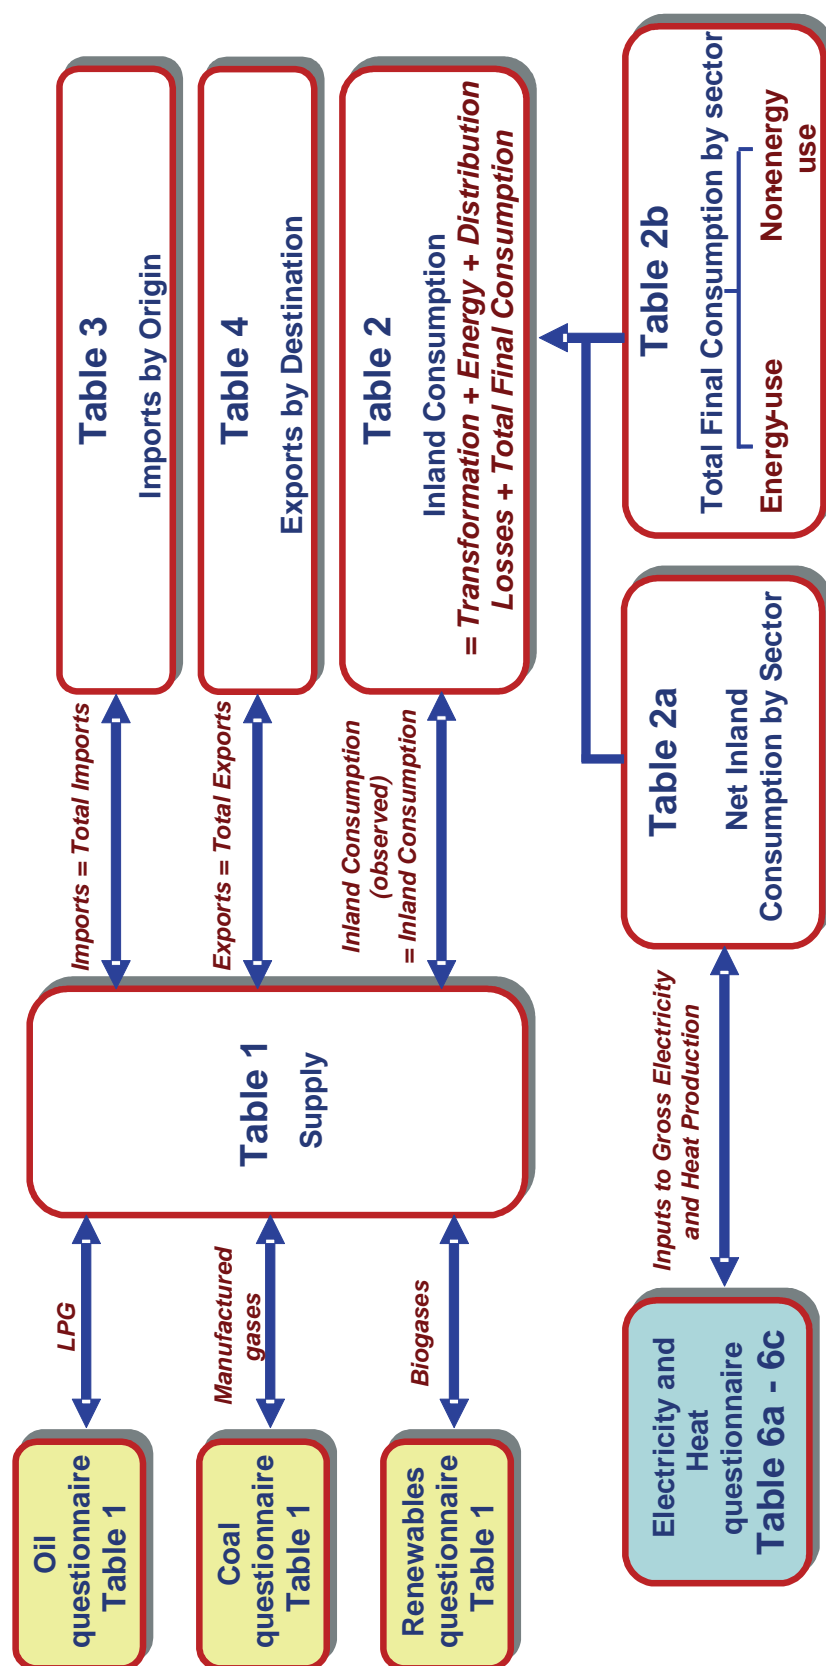 Oil
questionnaire
Table 1
LPG
Coal
questionnaire
Table 1
Manufactured
gases
Renewables
questionnaire
Table 1
Biogases
Table 1
Supply
Imports = Total Imports
Table 3
Imports by Origin
Exports = Total Exports
Table 4
Exports by Destination
Inland Consumption
(observed)
= Inland Consumption
Table 2
Inland Consumption
= Transformation + Energy + Distribution
Losses + Total Final Consumption
Electricity and
Heat
questionnaire
Table 6a - 6c
Inputs to Gross Electricity
and Heat Production
Table 2a
Net Inland
Consumption by Sector
Table 2b
Total Final Consumption by sector
Energy-use
Non-energy
use